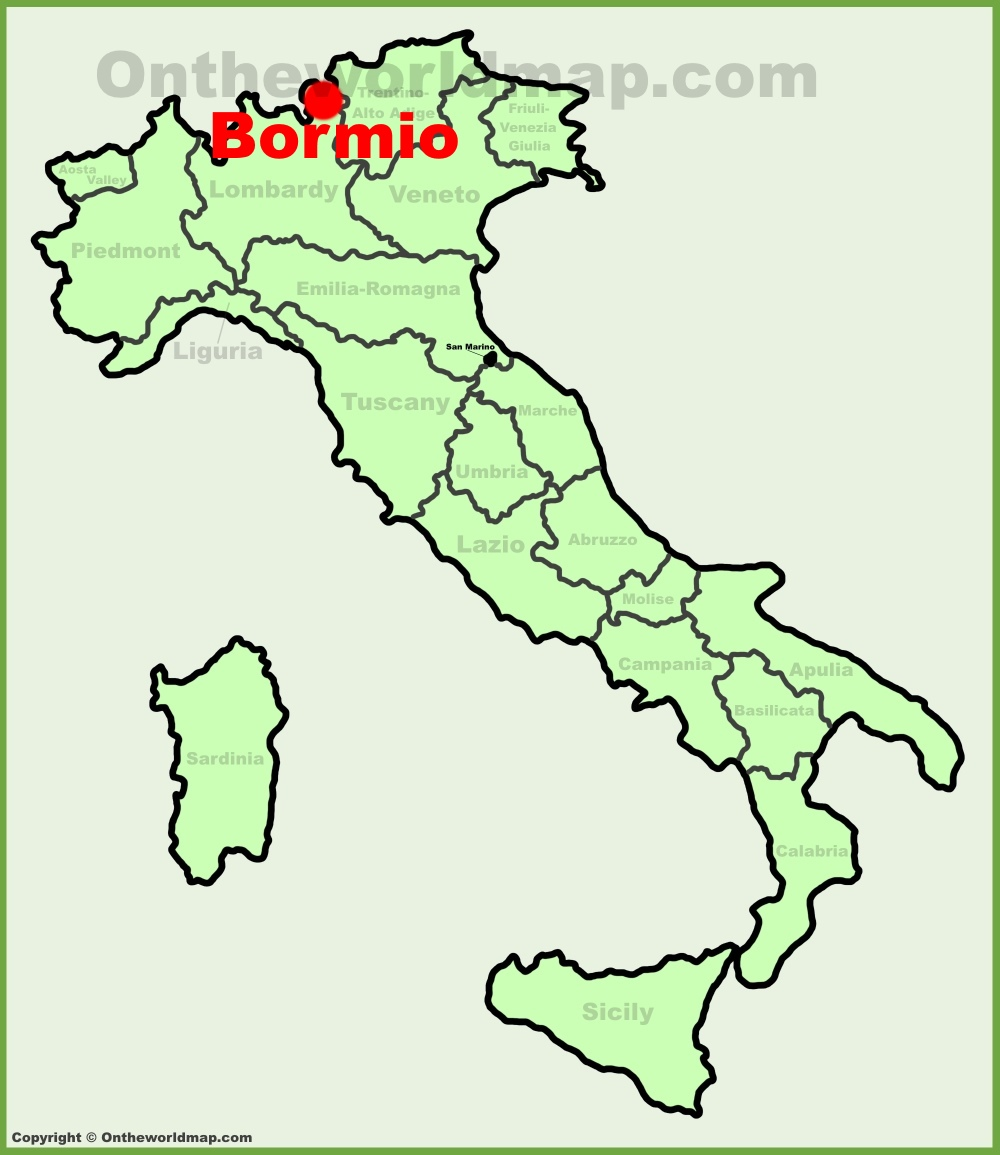 Ontheworldmap.com
Trentino-
Alto Adige
Friuli-
Venezia
Giulia
Bormio
Aosta
Valley
Lombardy
Veneto
Piedmont
Emilia-Romagna
Liguria
San Marino
Tuscany
Marche
Umbria
Lazio
Abruzzo
Molise
Campania
Apulia
Basilicata
Sardinia
Calabria
Sicily
Copyright © Ontheworldmap.com